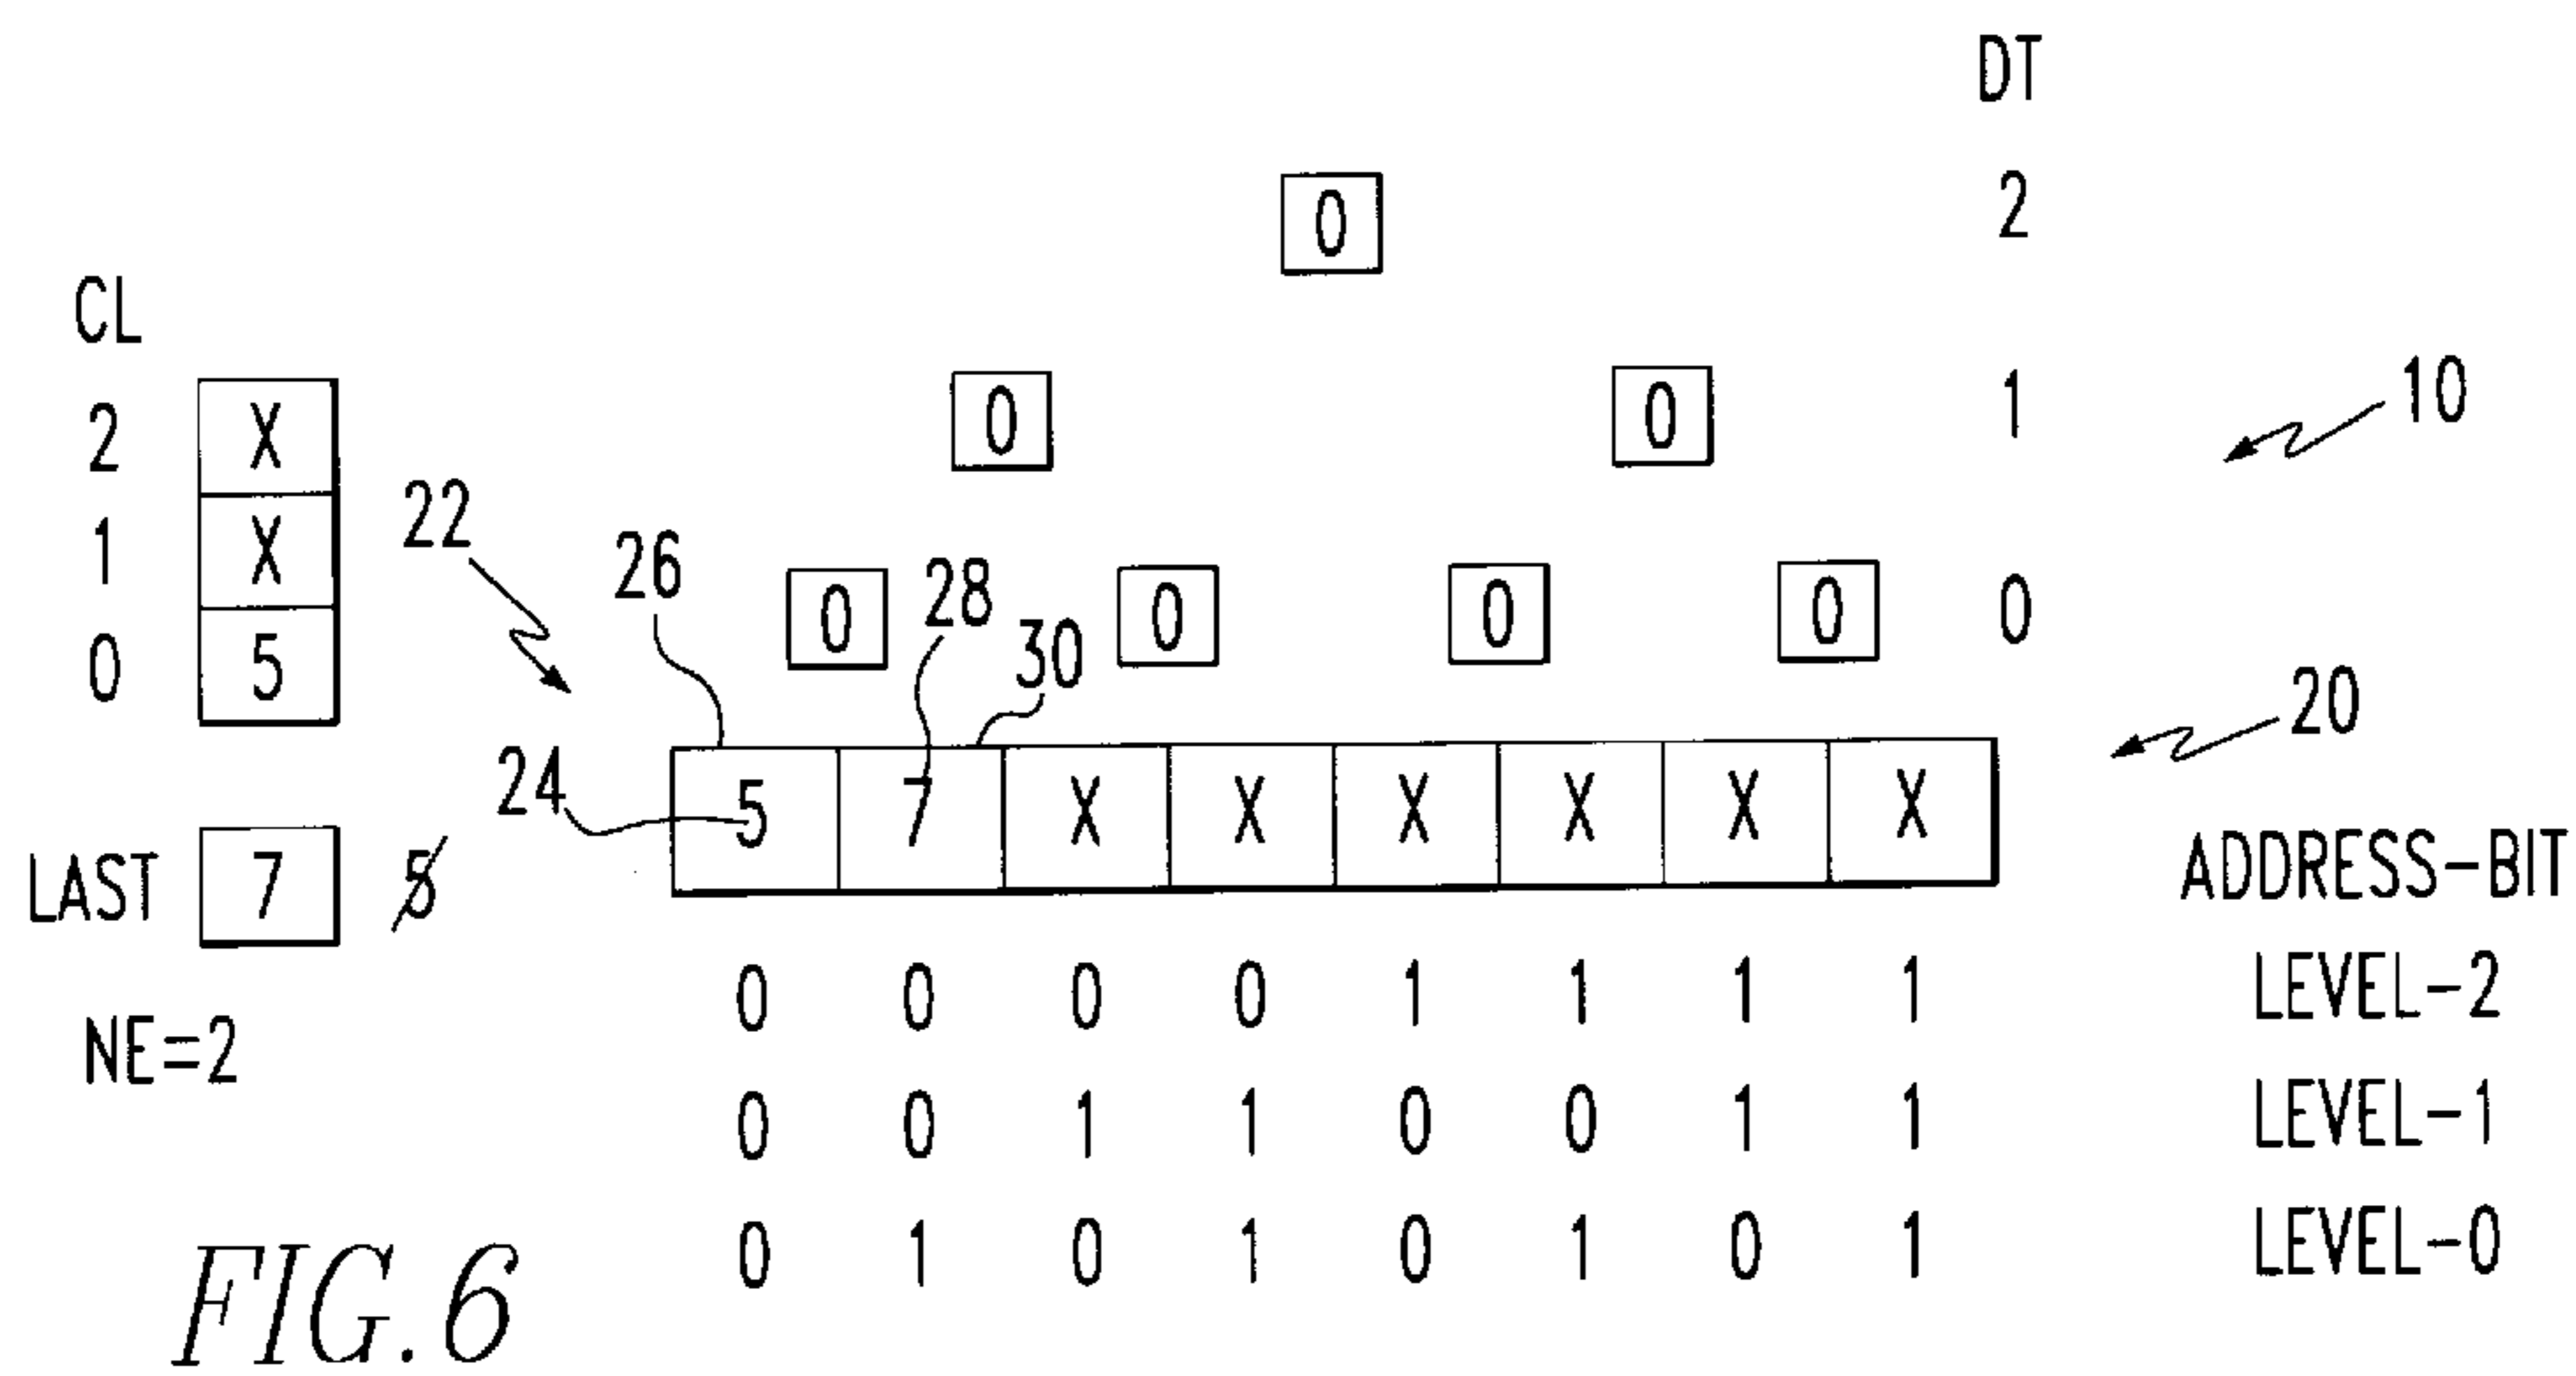 DT
0 2
CL
2 X 0 0 1 10
1 X 22 26 28
0 5 0 0 0 0 0
30 20
24 5 7 X X X X X X
LAST 7 5 ADDRESS-BIT
0 0 0 0 1 1 1 1 LEVEL-2
NE=2
0 0 1 1 0 0 1 1 LEVEL-1
0 1 0 1 0 1 0 1 LEVEL-0
FIG.6